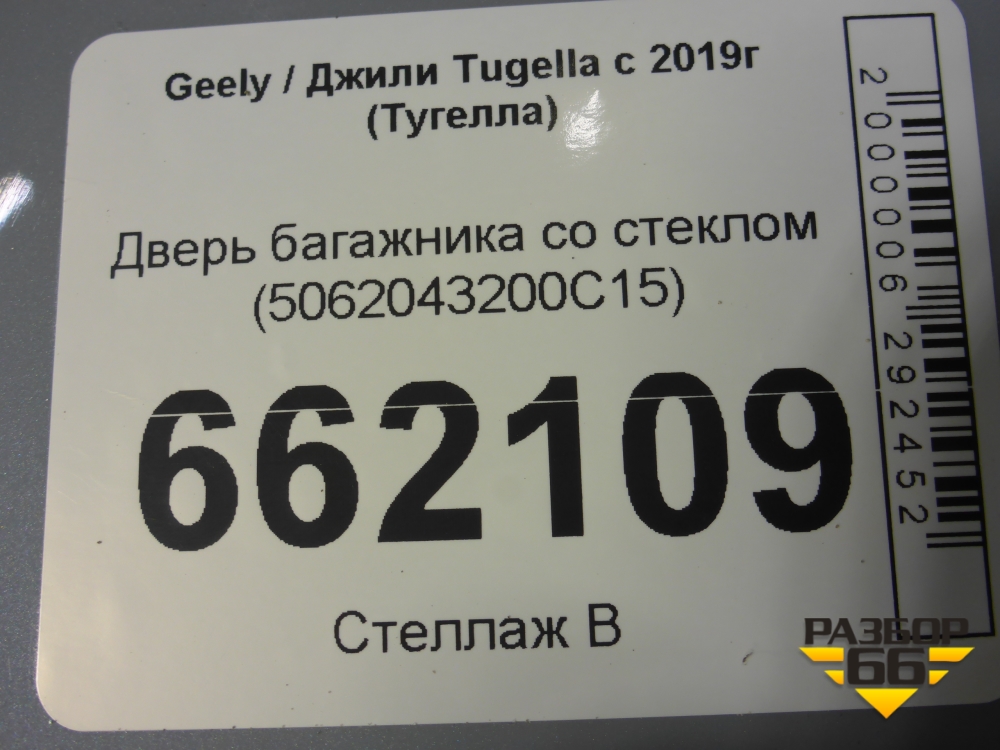 Geely / Джили Tugella с 2019г
(Тугелла)
Дверь багажника со стеклом
(5062043200C15)
662109
Стеллаж В
2000006292452
РАЗБОР
66